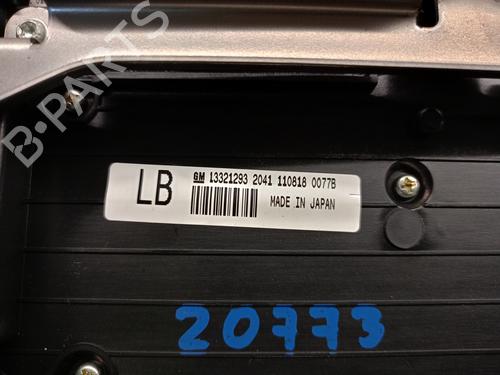 B-PARTS
LB GM 13321293 2041 110818 0077B
MADE IN JAPAN
20773